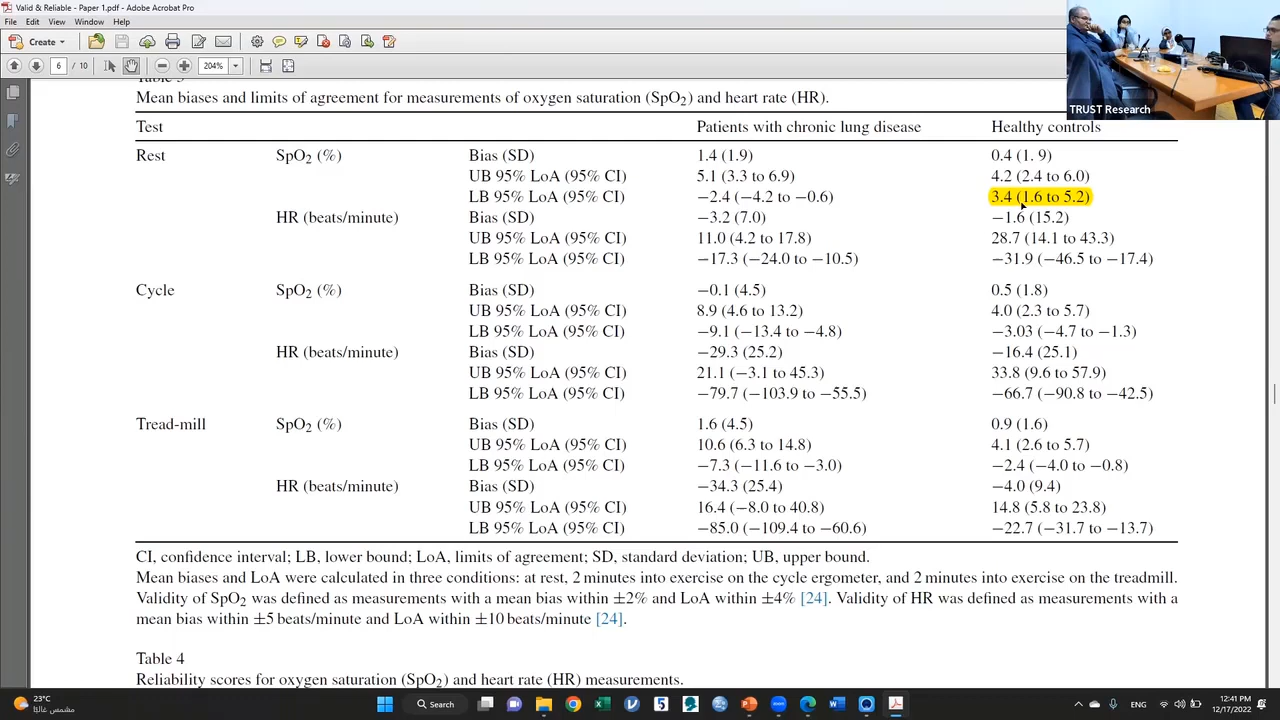 Valid & Reliable - Paper 1.pdf - Adobe Acrobat Pro
File Edit View Window Help
Create
6 / 10 204%
TRUST Research
Mean biases and limits of agreement for measurements of oxygen saturation (SpO2) and heart rate (HR).
Test Patients with chronic lung disease Healthy controls
Rest SpO2 (%) Bias (SD) 1.4 (1.9) 0.4 (1. 9)
UB 95% LoA (95% CI) 5.1 (3.3 to 6.9) 4.2 (2.4 to 6.0)
LB 95% LoA (95% CI) −2.4 (−4.2 to −0.6) 3.4 (1.6 to 5.2)
HR (beats/minute) Bias (SD) −3.2 (7.0) −1.6 (15.2)
UB 95% LoA (95% CI) 11.0 (4.2 to 17.8) 28.7 (14.1 to 43.3)
LB 95% LoA (95% CI) −17.3 (−24.0 to −10.5) −31.9 (−46.5 to −17.4)
Cycle SpO2 (%) Bias (SD) −0.1 (4.5) 0.5 (1.8)
UB 95% LoA (95% CI) 8.9 (4.6 to 13.2) 4.0 (2.3 to 5.7)
LB 95% LoA (95% CI) −9.1 (−13.4 to −4.8) −3.03 (−4.7 to −1.3)
HR (beats/minute) Bias (SD) −29.3 (25.2) −16.4 (25.1)
UB 95% LoA (95% CI) 21.1 (−3.1 to 45.3) 33.8 (9.6 to 57.9)
LB 95% LoA (95% CI) −79.7 (−103.9 to −55.5) −66.7 (−90.8 to −42.5)
Tread-mill SpO2 (%) Bias (SD) 1.6 (4.5) 0.9 (1.6)
UB 95% LoA (95% CI) 10.6 (6.3 to 14.8) 4.1 (2.6 to 5.7)
LB 95% LoA (95% CI) −7.3 (−11.6 to −3.0) −2.4 (−4.0 to −0.8)
HR (beats/minute) Bias (SD) −34.3 (25.4) −4.0 (9.4)
UB 95% LoA (95% CI) 16.4 (−8.0 to 40.8) 14.8 (5.8 to 23.8)
LB 95% LoA (95% CI) −85.0 (−109.4 to −60.6) −22.7 (−31.7 to −13.7)
CI, confidence interval; LB, lower bound; LoA, limits of agreement; SD, standard deviation; UB, upper bound.
Mean biases and LoA were calculated in three conditions: at rest, 2 minutes into exercise on the cycle ergometer, and 2 minutes into exercise on the treadmill.
Validity of SpO2 was defined as measurements with a mean bias within ±2% and LoA within ±4% [24]. Validity of HR was defined as measurements with a
mean bias within ±5 beats/minute and LoA within ±10 beats/minute [24].
Table 4
Reliability scores for oxygen saturation (SpO2) and heart rate (HR) measurements.
23°C
مشمس غالبًا
Search
ENG
12:41 PM
12/17/2022